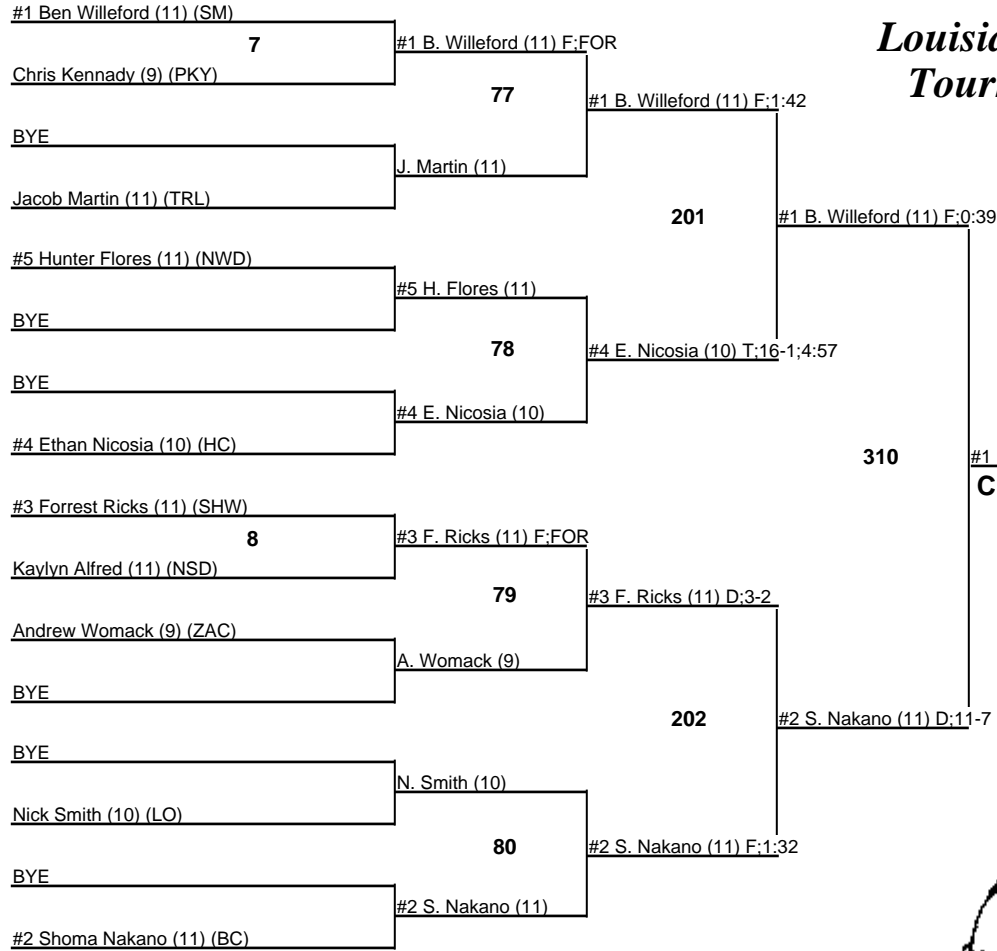 #1 Ben Willeford (11) (SM)
7
Chris Kennady (9) (PKY)
BYE
Jacob Martin (11) (TRL)
#5 Hunter Flores (11) (NWD)
BYE
BYE
#4 Ethan Nicosia (10) (HC)
#3 Forrest Ricks (11) (SHW)
8
Kaylyn Alfred (11) (NSD)
Andrew Womack (9) (ZAC)
BYE
BYE
Nick Smith (10) (LO)
BYE
#2 Shoma Nakano (11) (BC)
#1 B. Willeford (11) F;FOR
77
J. Martin (11)
#5 H. Flores (11)
78
#4 E. Nicosia (10)
#3 F. Ricks (11) F;FOR
79
A. Womack (9)
N. Smith (10)
80
#2 S. Nakano (11)
#1 B. Willeford (11) F;1:42
201
#4 E. Nicosia (10) T;16-1;4:57
#3 F. Ricks (11) D;3-2
202
#2 S. Nakano (11) F;1:32
#1 B. Willeford (11) F;0:39
310
#2 S. Nakano (11) D;11-7
#1
C